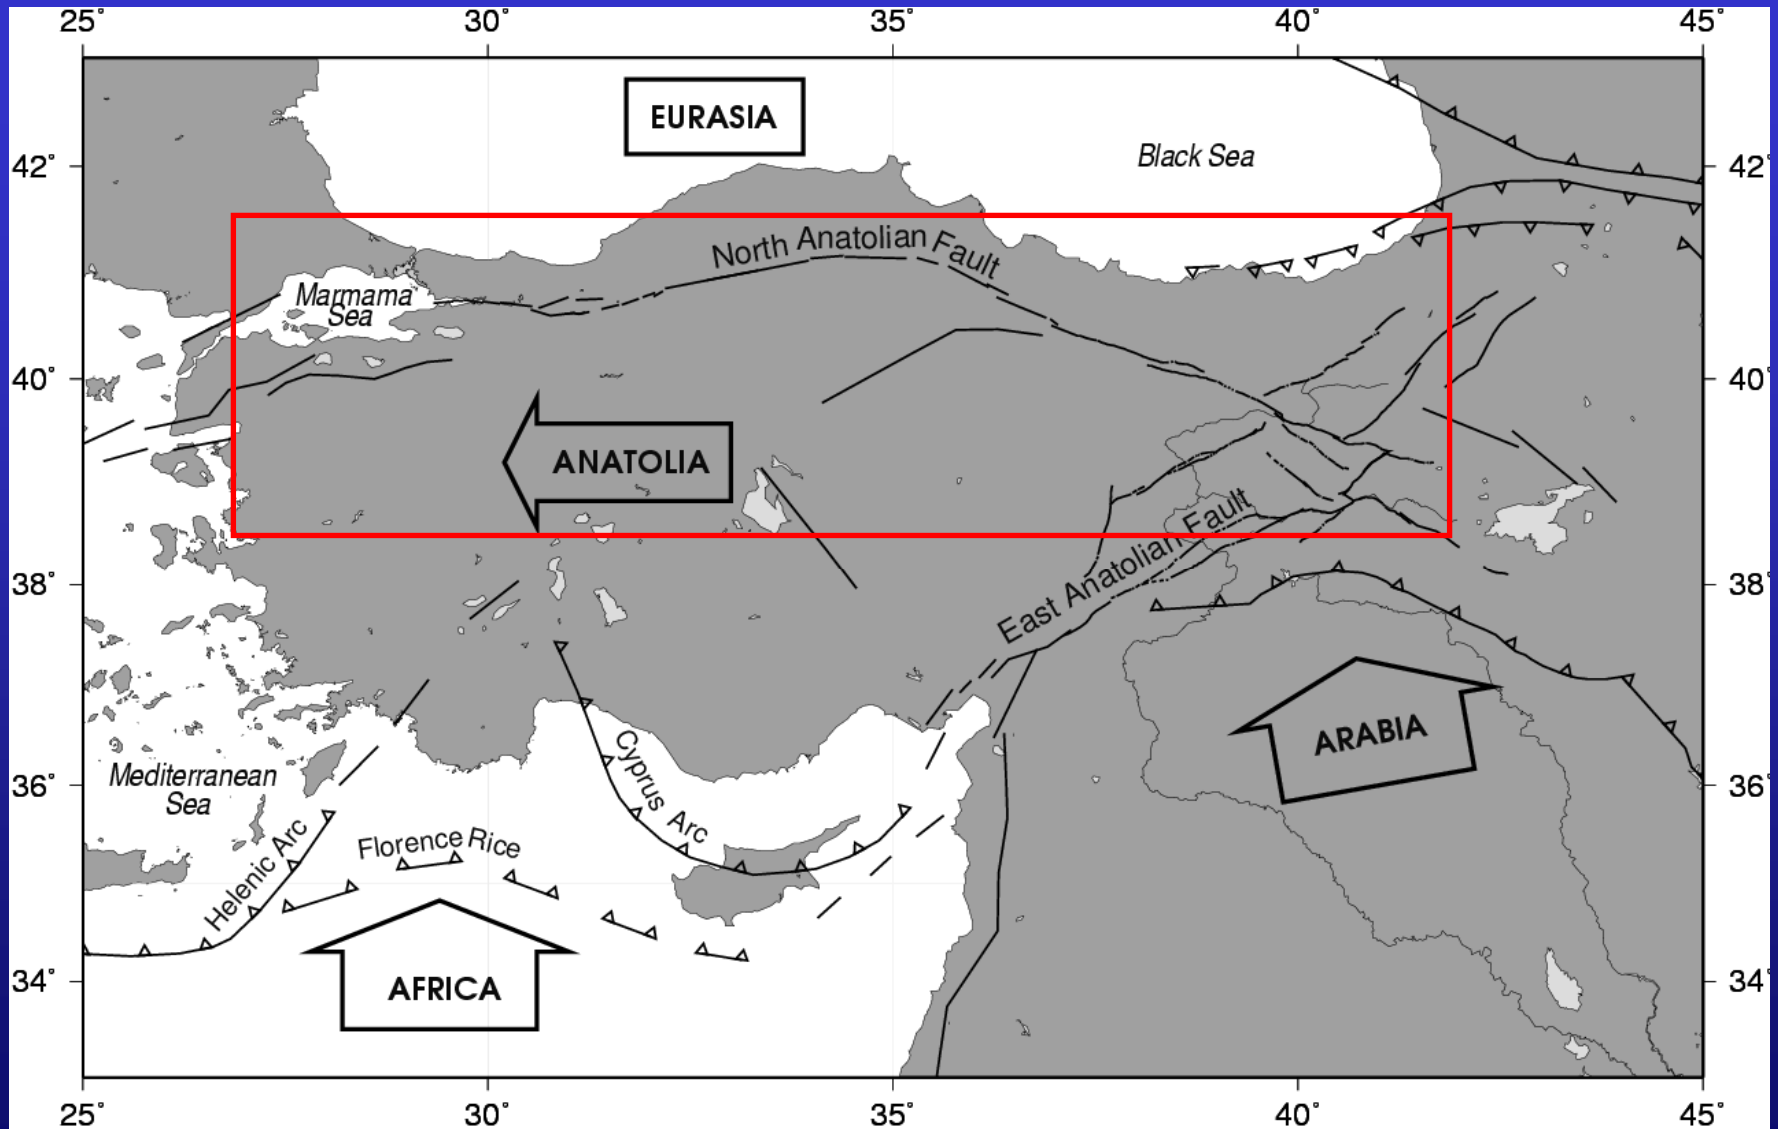 25° 30° 35° 40° 45°
EURASIA
Black Sea
42° 42°
North Anatolian Fault
Marmama
Sea
40° 40°
ANATOLIA
East Anatolian Fault
38° 38°
ARABIA
Cyprus Arc
Mediterranean
Sea
36° 36°
Florence Rice
Helenic Arc
AFRICA
34° 34°
25° 30° 35° 40° 45°